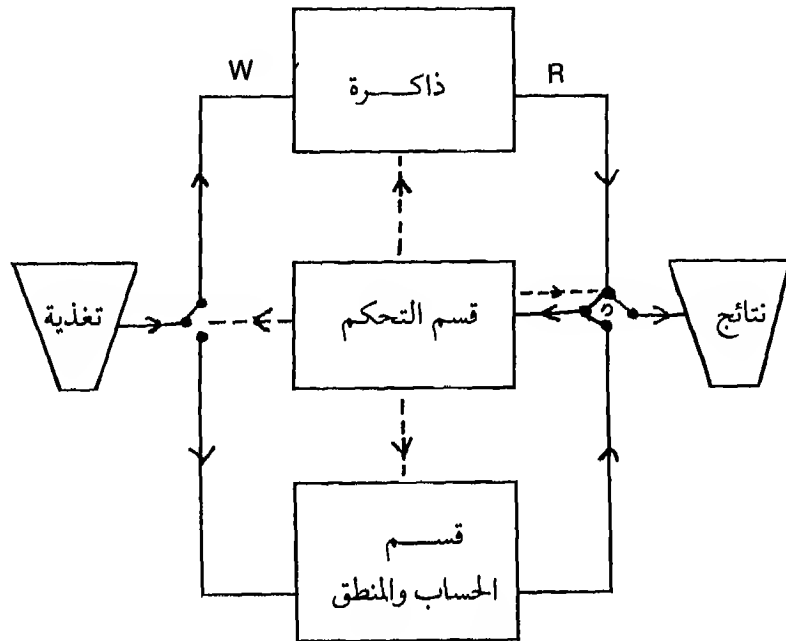 W
ذاكـــرة
R
تغذية
قسم التحكم
نتائج
قســـم
الحساب والمنطق